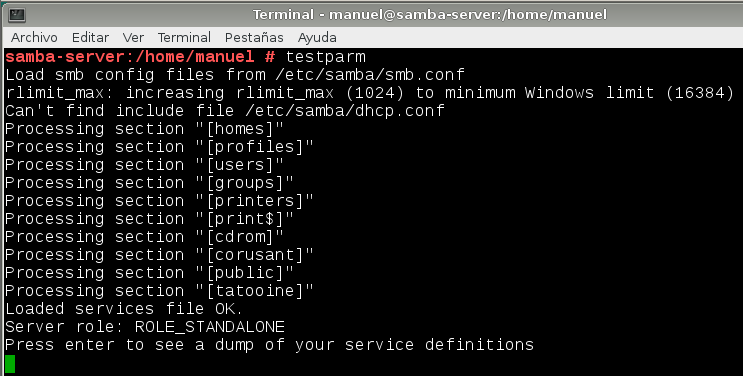 Terminal - manuel@samba-server:/home/manuel
Archivo Editar Ver Terminal Pestañas Ayuda
samba-server:/home/manuel # testparm
Load smb config files from /etc/samba/smb.conf
rlimit_max: increasing rlimit_max (1024) to minimum Windows limit (16384)
Can't find include file /etc/samba/dhcp.conf
Processing section "[homes]"
Processing section "[profiles]"
Processing section "[users]"
Processing section "[groups]"
Processing section "[printers]"
Processing section "[print$]"
Processing section "[cdrom]"
Processing section "[corusant]"
Processing section "[public]"
Processing section "[tatooine]"
Loaded services file OK.
Server role: ROLE_STANDALONE
Press enter to see a dump of your service definitions